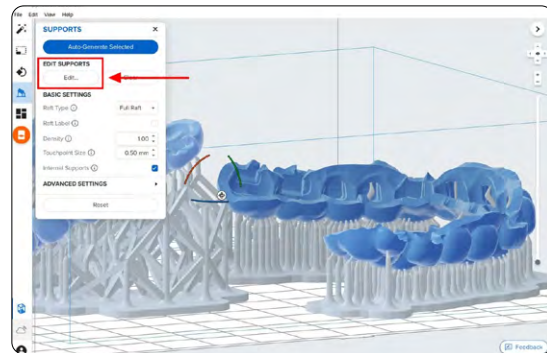 File Edit View Help
SUPPORTS
Auto-Generate Selected
EDIT SUPPORTS
Edit...
BASIC SETTINGS
Raft Type Full Raft
Raft Label
Density 1.00
Touchpoint Size 0.50 mm
Internal Supports
ADVANCED SETTINGS
Reset
Feedback